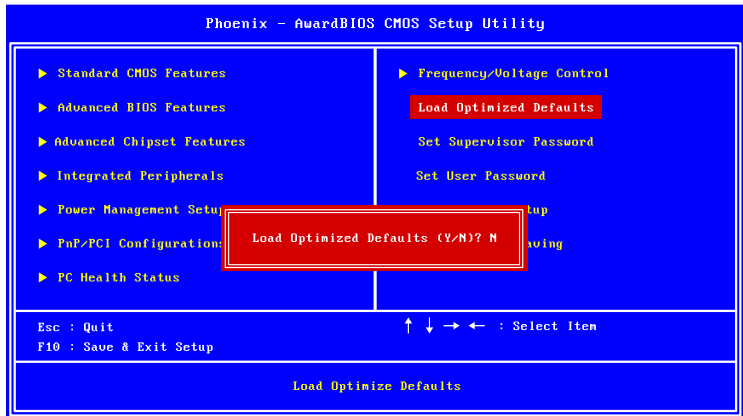 Phoenix - AwardBIOS CMOS Setup Utility
Standard CMOS Features
Advanced BIOS Features
Advanced Chipset Features
Integrated Peripherals
Power Management Setup
PnP/PCI Configurations
PC Health Status
Frequency/Voltage Control
Load Optimized Defaults
Set Supervisor Password
Set User Password
tup
aving
Load Optimized Defaults (Y/N)? N
Esc : Quit
F10 : Save & Exit Setup
↑ ↓ → ← : Select Item
Load Optimize Defaults